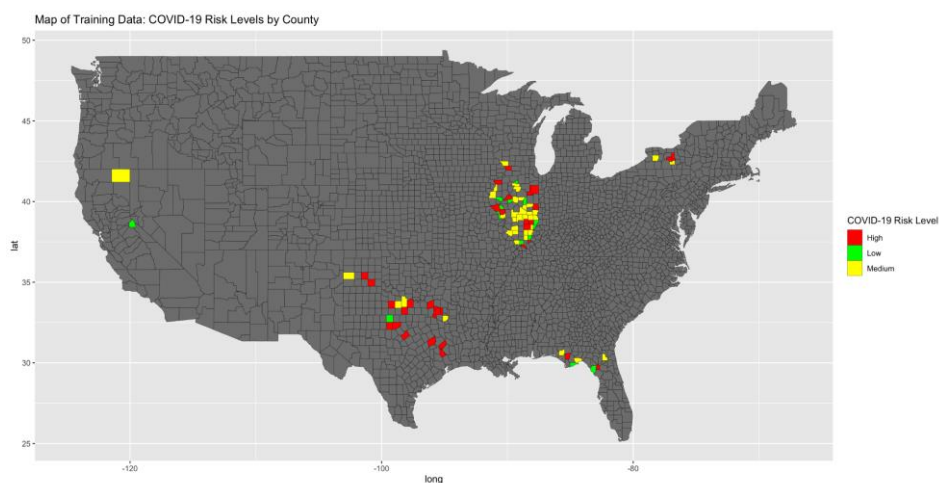 Map of Training Data: COVID-19 Risk Levels by County
50
45
40
35
30
25
lat
-120
-100
-80
long
COVID-19 Risk Level
High
Low
Medium